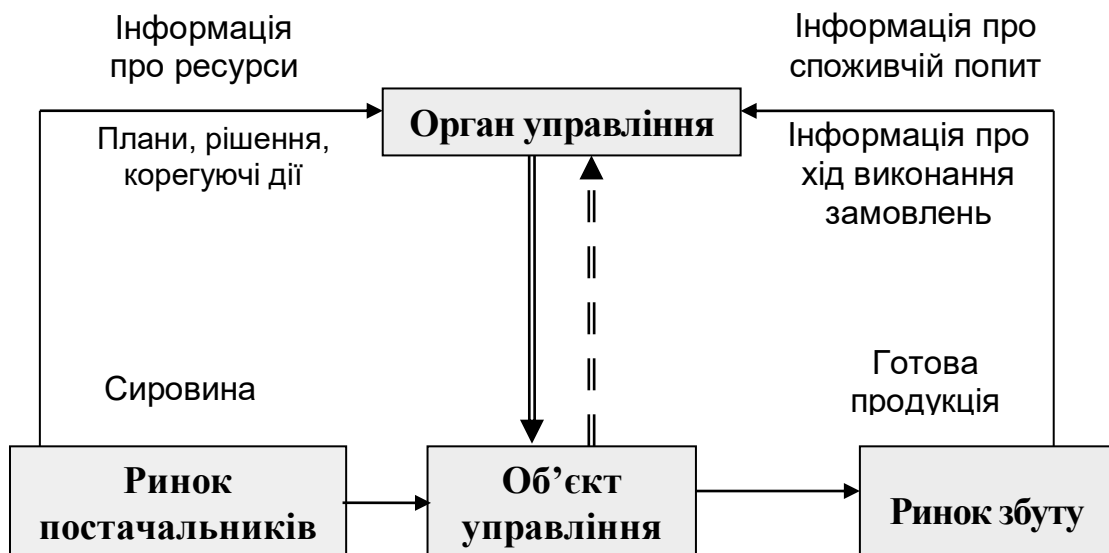 Інформація
про ресурси
Інформація про
споживчій попит
Орган управління
Плани, рішення,
корегуючі дії
Інформація про
хід виконання
замовлень
Сировина
Готова
продукція
Ринок
постачальників
Об’єкт
управління
Ринок збуту